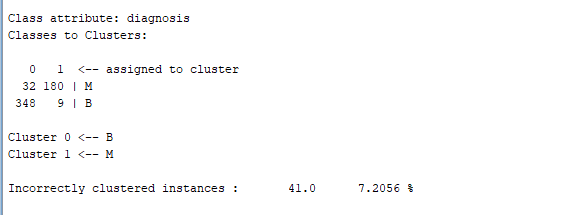 Class attribute: diagnosis
Classes to Clusters:
0 1 <-- assigned to cluster
32 180 | M
348 9 | B
Cluster 0 <-- B
Cluster 1 <-- M
Incorrectly clustered instances : 41.0 7.2056 %